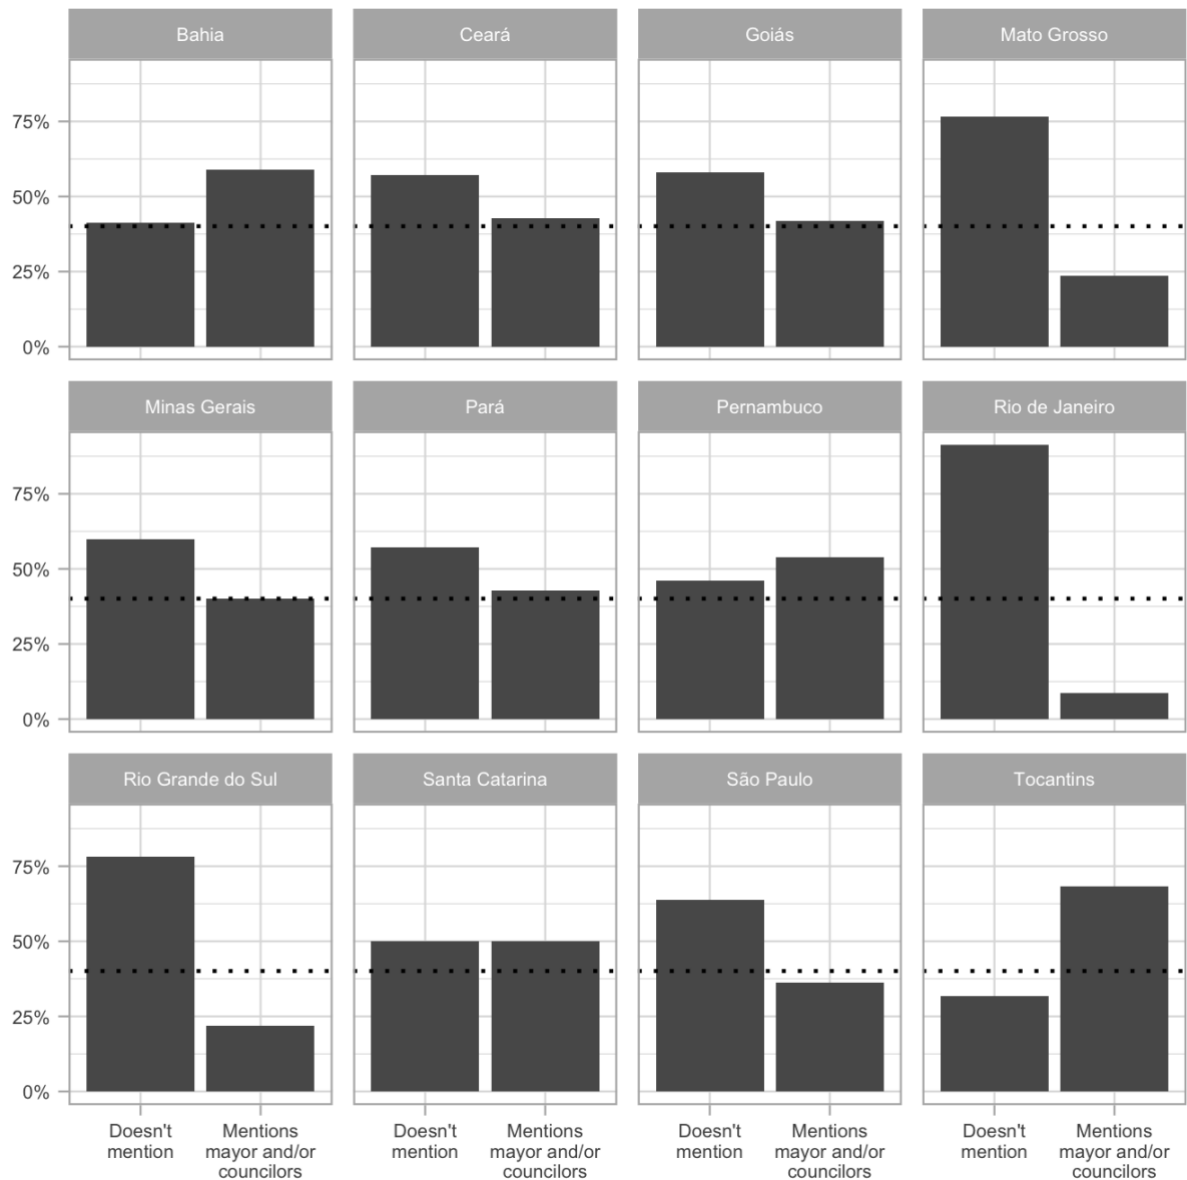 Bahia
Ceará
Goiás
Mato Grosso
75%
50%
25%
0%
Minas Gerais
Pará
Pernambuco
Rio de Janeiro
75%
50%
25%
0%
Rio Grande do Sul
Santa Catarina
São Paulo
Tocantins
75%
50%
25%
0%
Doesn't
mention
Mentions
mayor and/or
councilors
Doesn't
mention
Mentions
mayor and/or
councilors
Doesn't
mention
Mentions
mayor and/or
councilors
Doesn't
mention
Mentions
mayor and/or
councilors